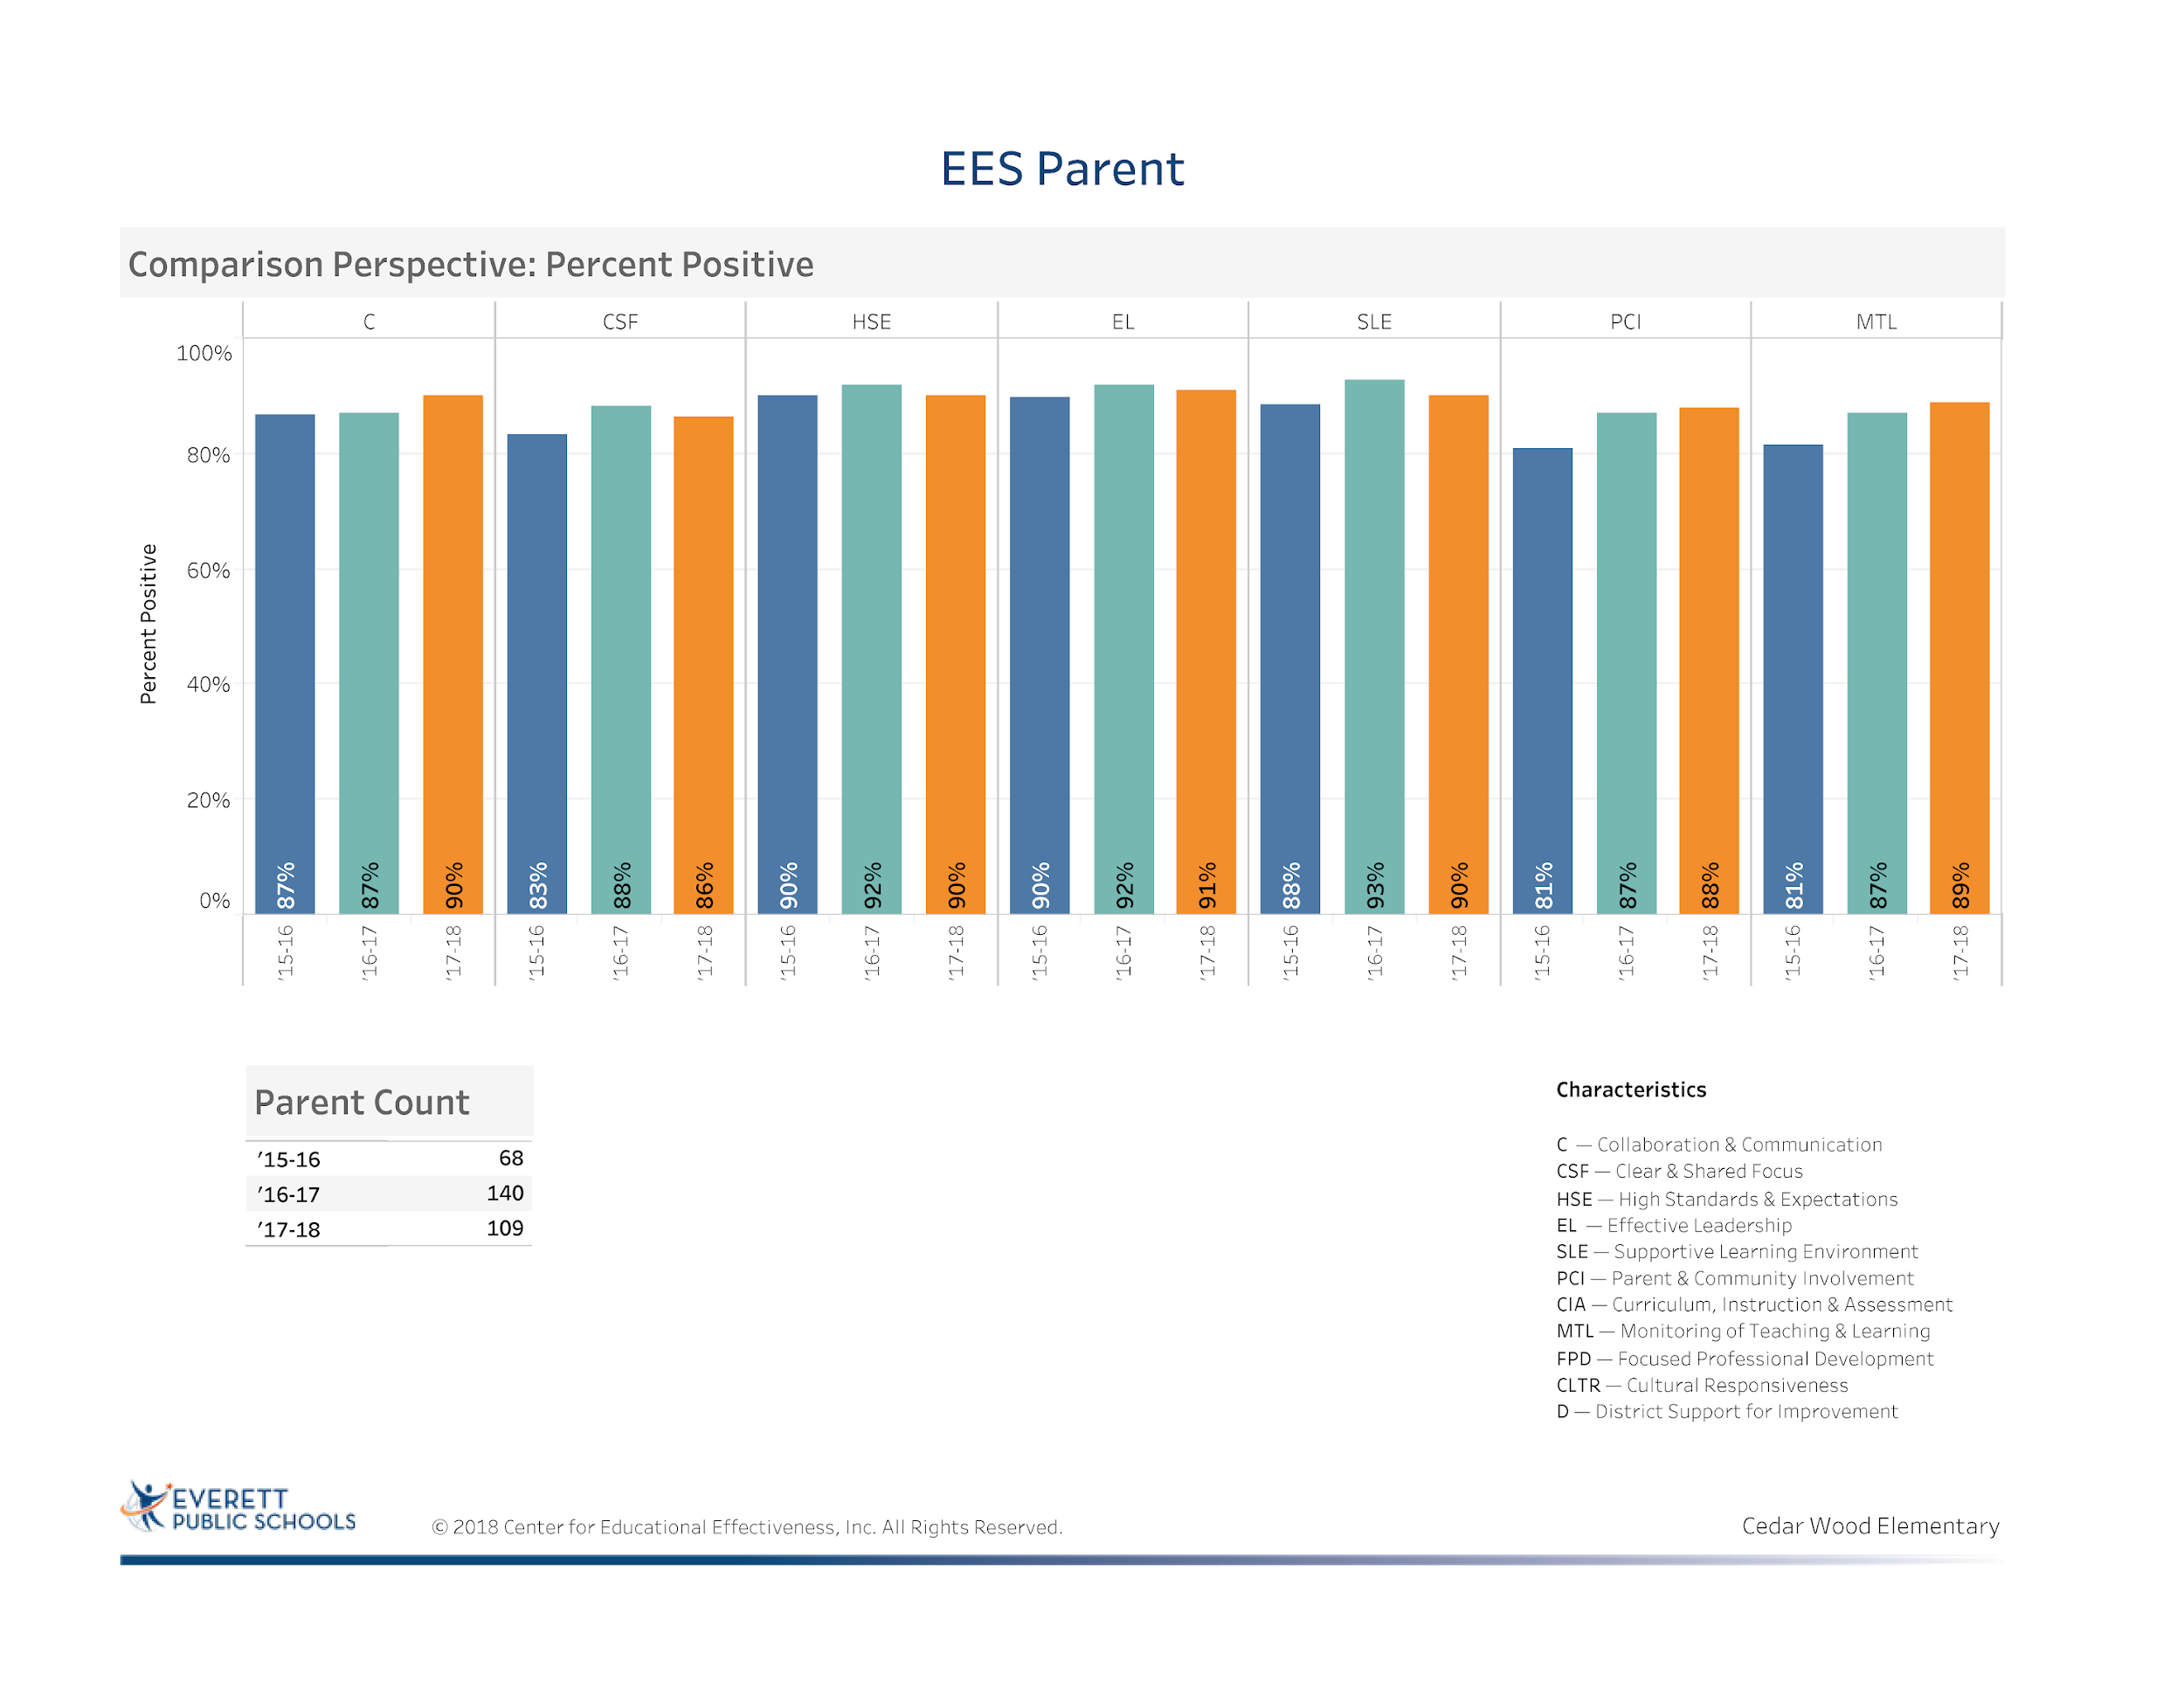 EES Parent
Comparison Perspective: Percent Positive
C CSF HSE EL SLE PCI MTL
100%
80%
60%
40%
20%
0%
Percent Positive
87% 87% 90% 83% 88% 86% 90% 92% 90% 90% 92% 91% 88% 93% 90% 81% 87% 88% 81% 87% 89%
'15-16 '16-17 '17-18 '15-16 '16-17 '17-18 '15-16 '16-17 '17-18 '15-16 '16-17 '17-18 '15-16 '16-17 '17-18 '15-16 '16-17 '17-18 '15-16 '16-17 '17-18
Parent Count
'15-16 68
'16-17 140
'17-18 109
Characteristics
C — Collaboration & Communication
CSF — Clear & Shared Focus
HSE — High Standards & Expectations
EL — Effective Leadership
SLE — Supportive Learning Environment
PCI — Parent & Community Involvement
CIA — Curriculum, Instruction & Assessment
MTL — Monitoring of Teaching & Learning
FPD — Focused Professional Development
CLTR — Cultural Responsiveness
D — District Support for Improvement
EVERETT
PUBLIC SCHOOLS
© 2018 Center for Educational Effectiveness, Inc. All Rights Reserved.
Cedar Wood Elementary